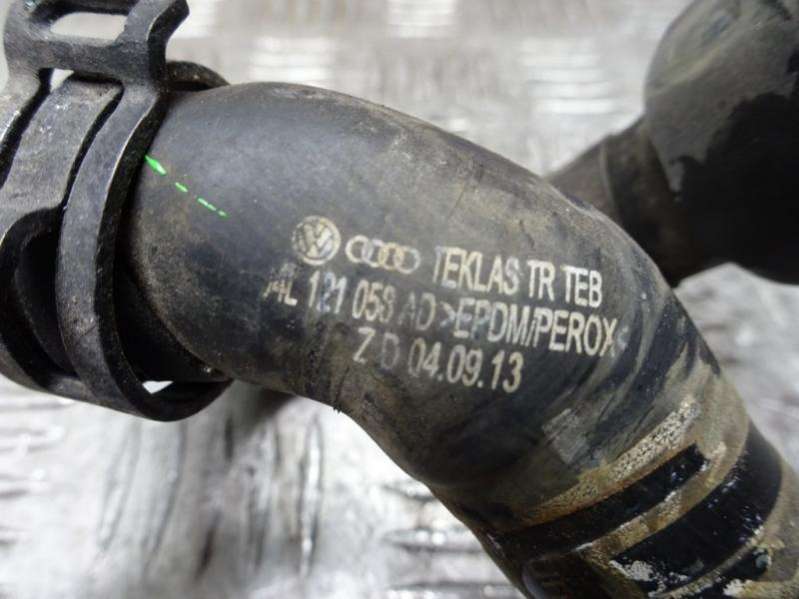 TEKLAS TR TEB
121 058 AD >EPDM/PEROX<
Z D 04.09.13